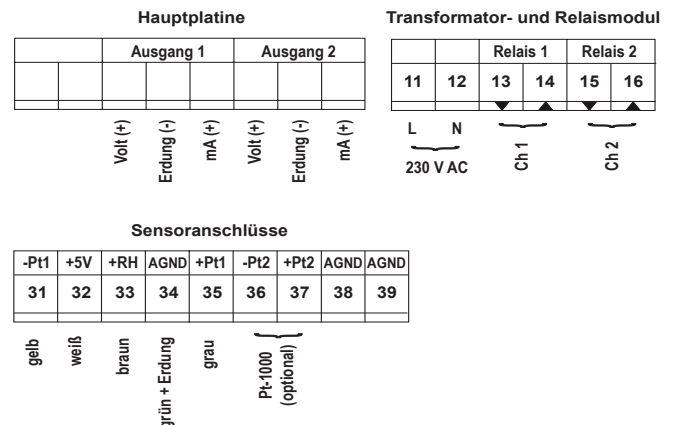 Hauptplatine
Ausgang 1 Ausgang 2
Volt (+) Erdung (-) mA (+) Volt (+) Erdung (-) mA (+)
Transformator- und Relaismodul
Relais 1 Relais 2
11 12 13 14 15 16
L N
230 V AC
Ch 1
Ch 2
Sensoranschlüsse
-Pt1 +5V +RH AGND +Pt1 -Pt2 +Pt2 AGND AGND
31 32 33 34 35 36 37 38 39
gelb weiß braun grün + Erdung grau
Pt-1000
(optional)